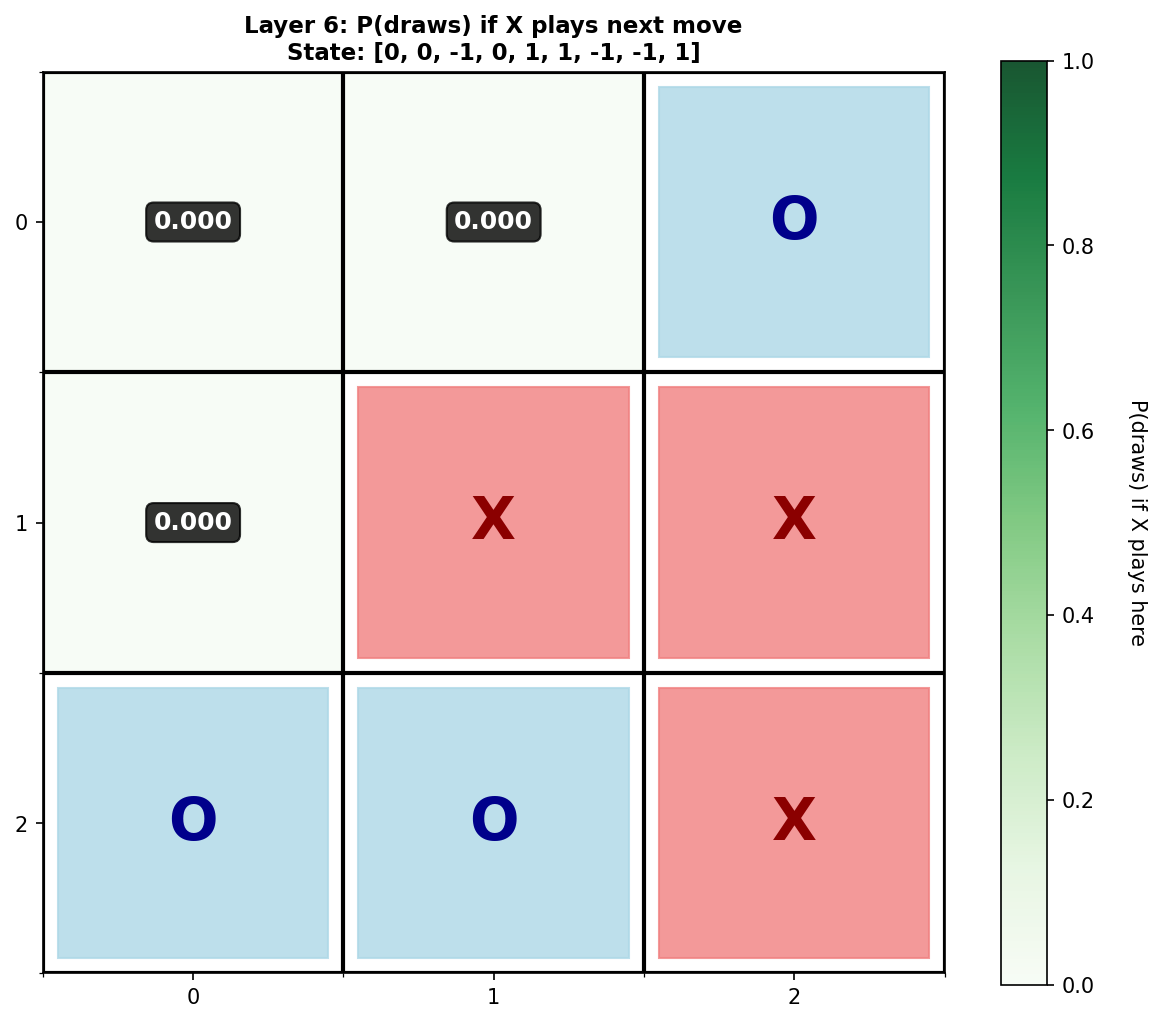 Layer 6: P(draws) if X plays next move
State: [0, 0, -1, 0, 1, 1, -1, -1, 1]
0
0.000
0.000
O
1
0.000
X
X
2
O
O
X
0
1
2
1.0
0.8
0.6
0.4
0.2
0.0
P(draws) if X plays here